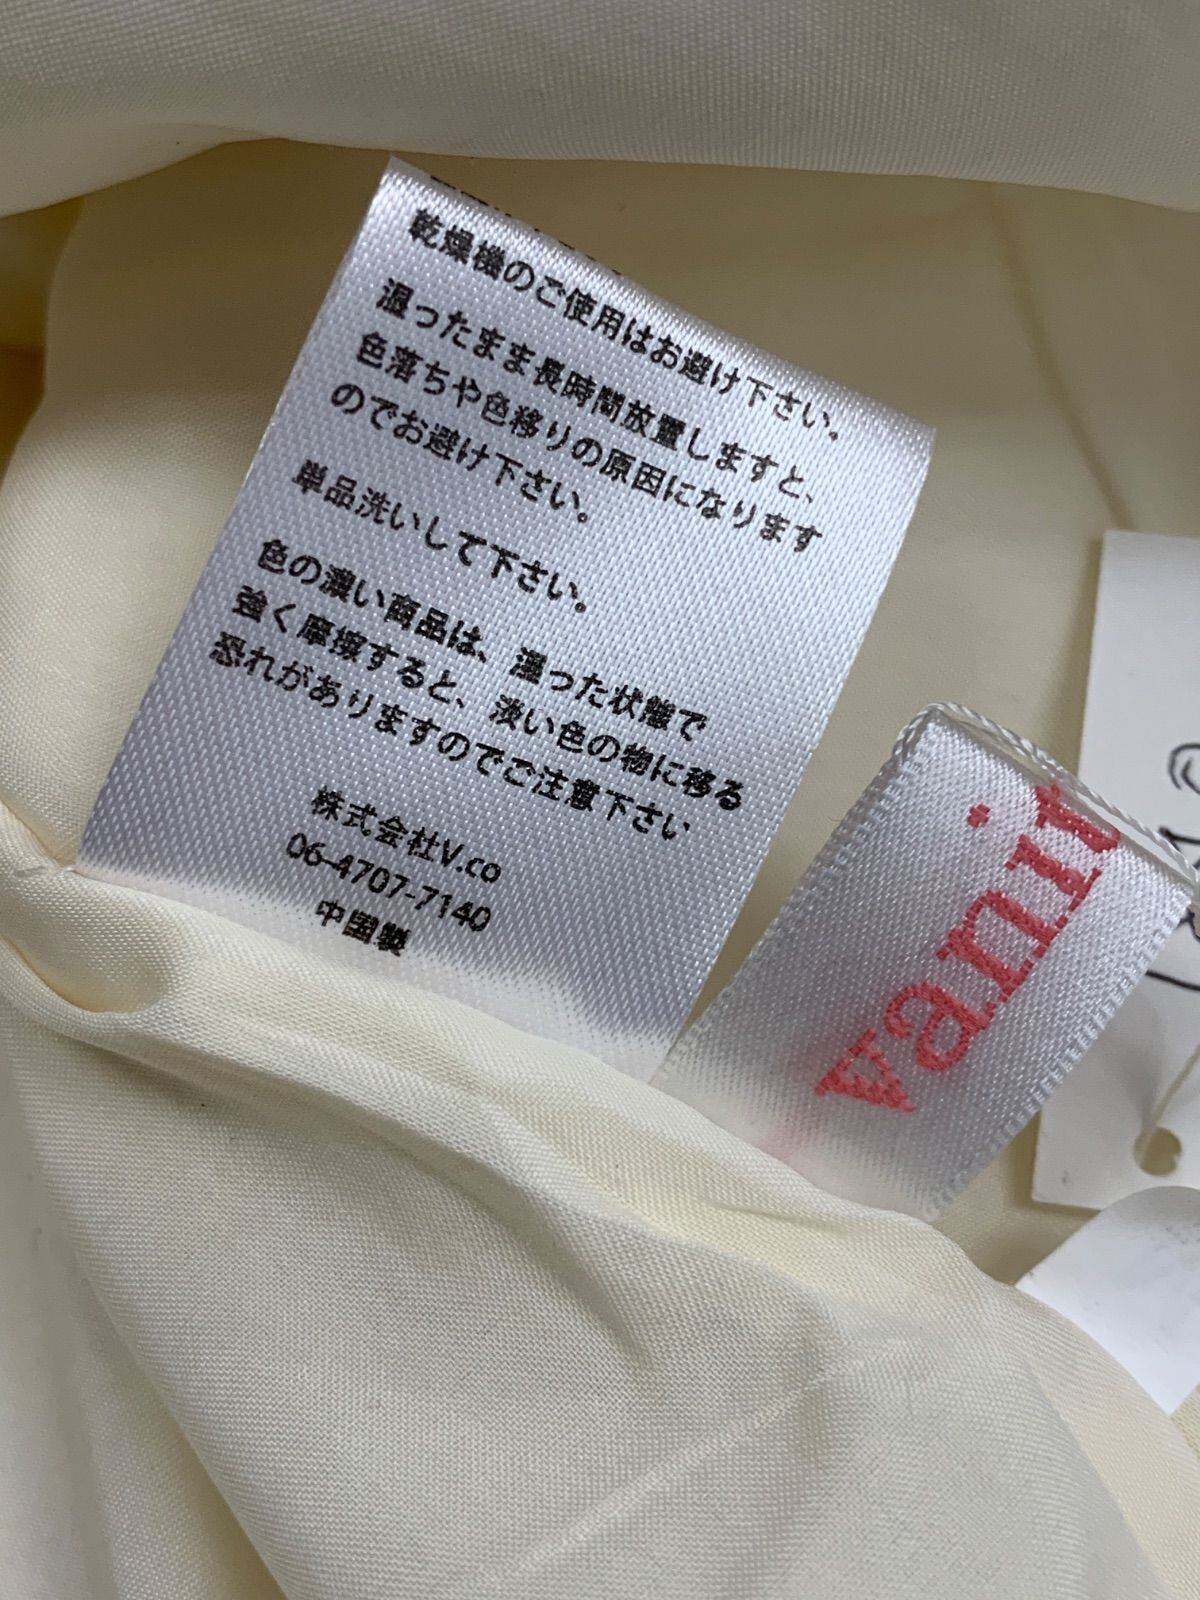 乾燥機のご使用はお避け下さい。
湿ったまま長時間放置しますと、
色落ちや色移りの原因になります
のでお避け下さい。
単品洗いして下さい。
色の濃い商品は、湿った状態で
強く摩擦すると、淡い色の物に移る
恐れがありますのでご注意下さい
株式会社V.co
06-4707-7140
中国製
vanit